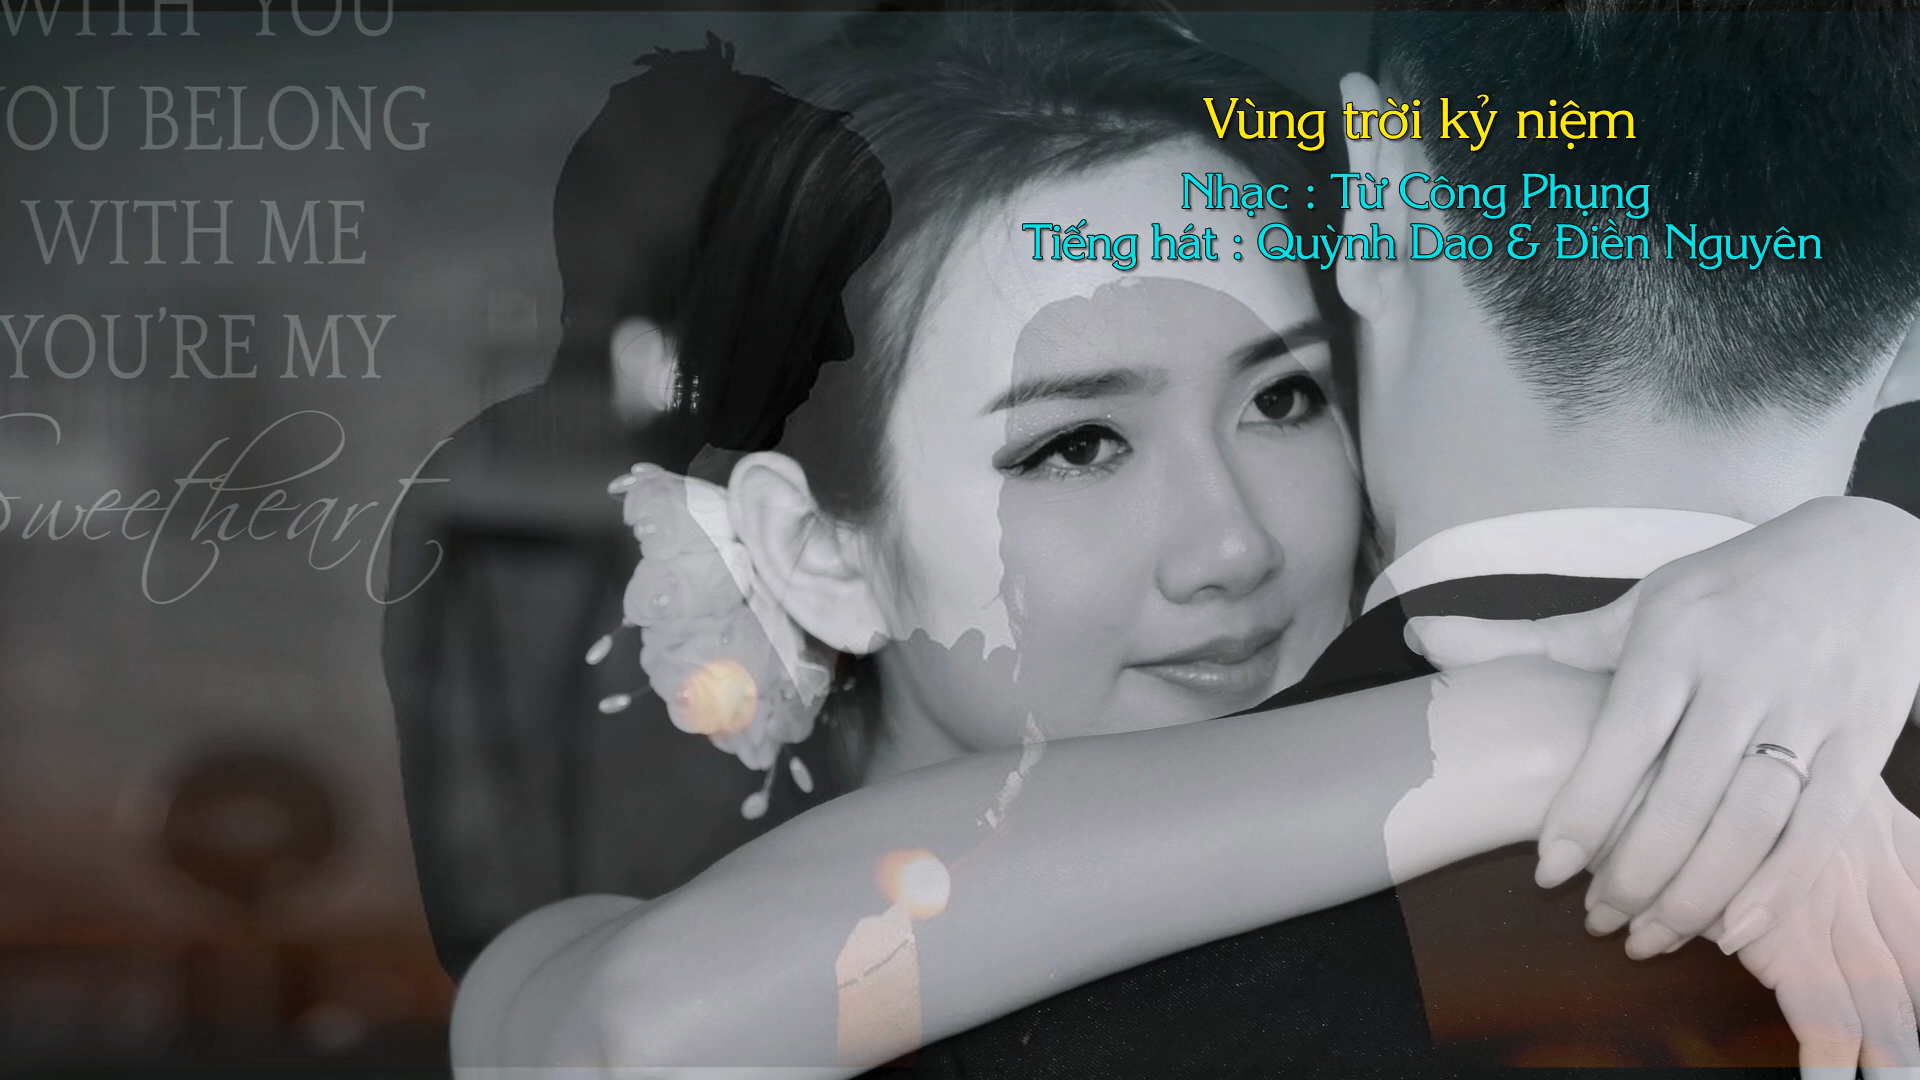 WITH YOU
YOU BELONG
WITH ME
YOU'RE MY
Sweetheart
Vùng trời kỷ niệm
Nhạc : Từ Công Phụng
Tiếng hát : Quỳnh Dao & Điền Nguyên